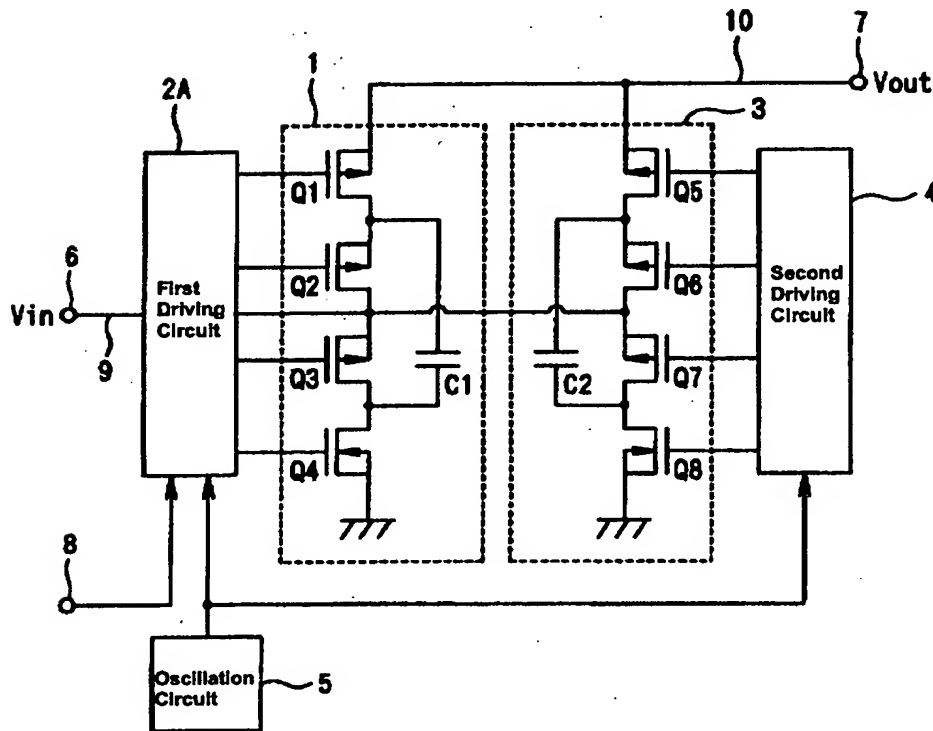 10
7
1
Vout
2A
3
Q1
Q5
4
6
Q2
Q6
First
Driving
Circuit
Second
Driving
Circuit
Vin
9
Q3
C1
C2
Q7
Q4
Q8
8
Oscillation
Circuit
5